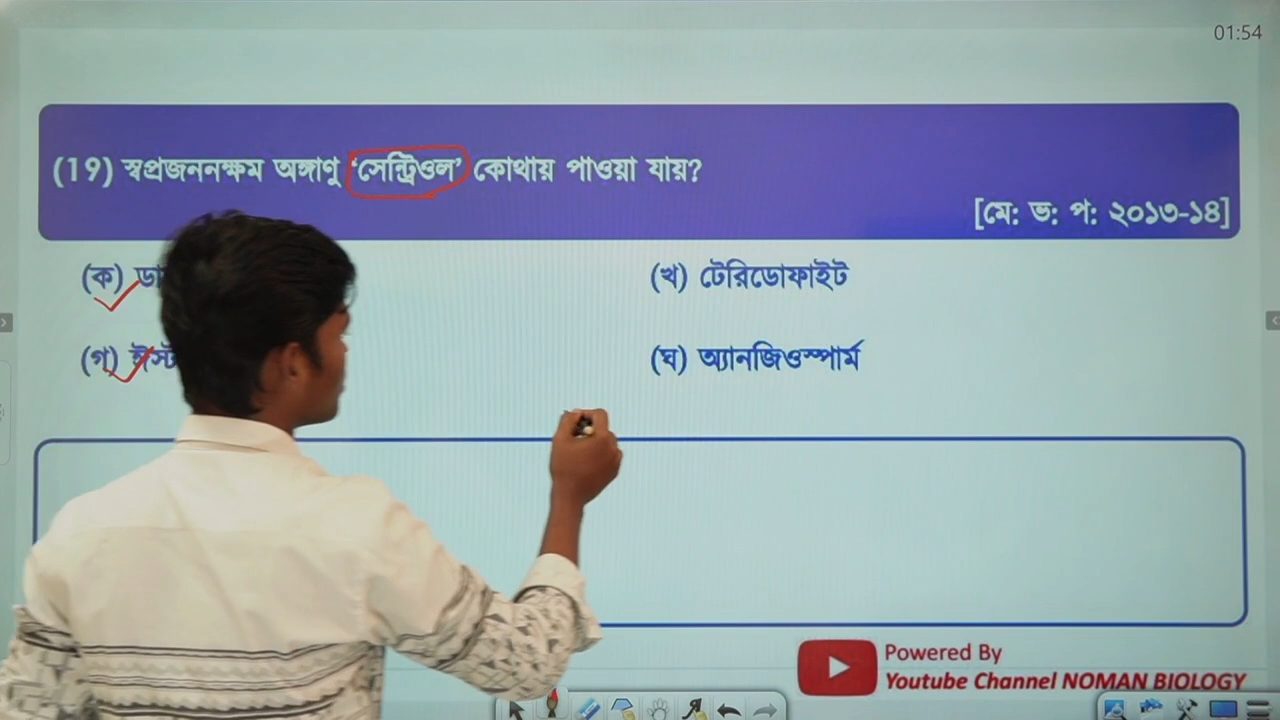 01:54
(19) স্বপ্রজননক্ষম অঙ্গাণু ‘সেন্ট্রিওল’ কোথায় পাওয়া যায়?
[মে: ভ: প: ২০১৩-১৪]
(ক)
(খ) টেরিডোফাইট
(গ)
(ঘ) অ্যানজিওস্পার্ম
Powered By
Youtube Channel NOMAN BIOLOGY